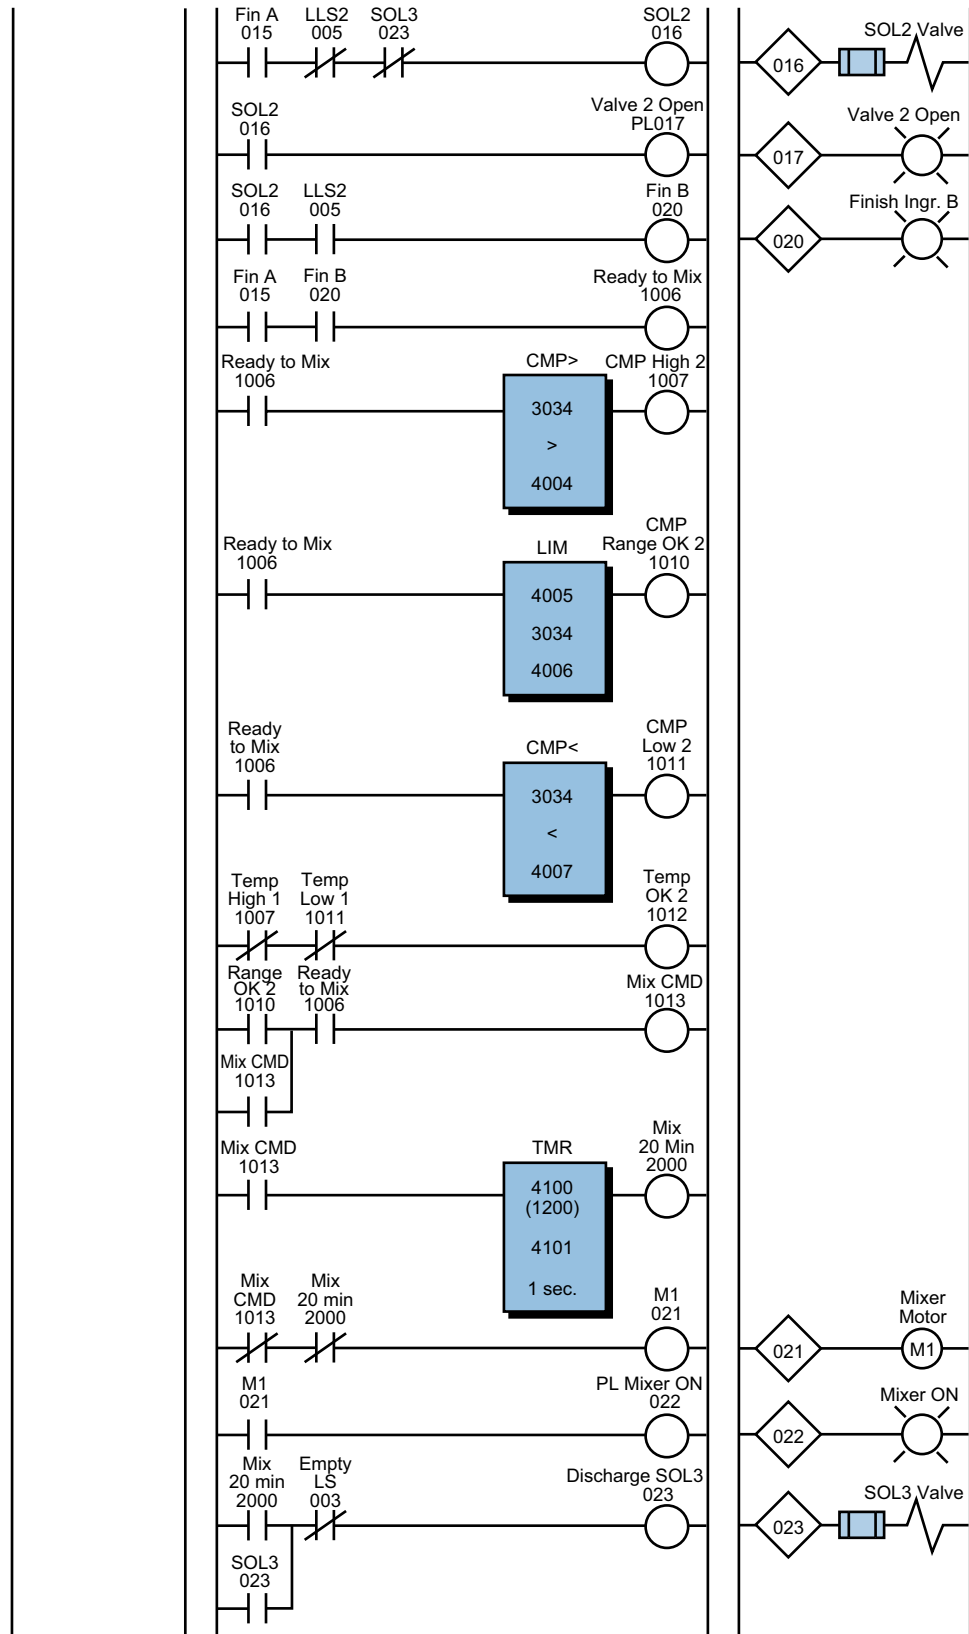 Fin A LLS2 SOL3 SOL2
015 005 023 016
SOL2 Valve
016
SOL2 Valve 2 Open
016 PL017
Valve 2 Open
017
SOL2 LLS2 Fin B
016 005 020
Finish Ingr. B
020
Fin A Fin B Ready to Mix
015 020 1006
Ready to Mix CMP> CMP High 2
1006 1007
3034
>
4004
Ready to Mix LIM CMP
1006 Range OK 2
1010
4005
3034
4006
Ready CMP< CMP
to Mix Low 2
1006 1011
3034
<
4007
Temp Temp Temp
High 1 Low 1 OK 2
1007 1011 1012
Range Ready Mix CMD
OK 2 to Mix 1013
1010 1006
Mix CMD
1013
Mix CMD TMR Mix
1013 20 Min
2000
4100
(1200)
4101
1 sec.
Mix Mix M1
CMD 20 min 021
1013 2000
Mixer
Motor
021 M1
M1 PL Mixer ON
021 022
Mixer ON
022
Mix Empty Discharge SOL3
20 min LS 023
2000 003
SOL3 Valve
023
SOL3
023